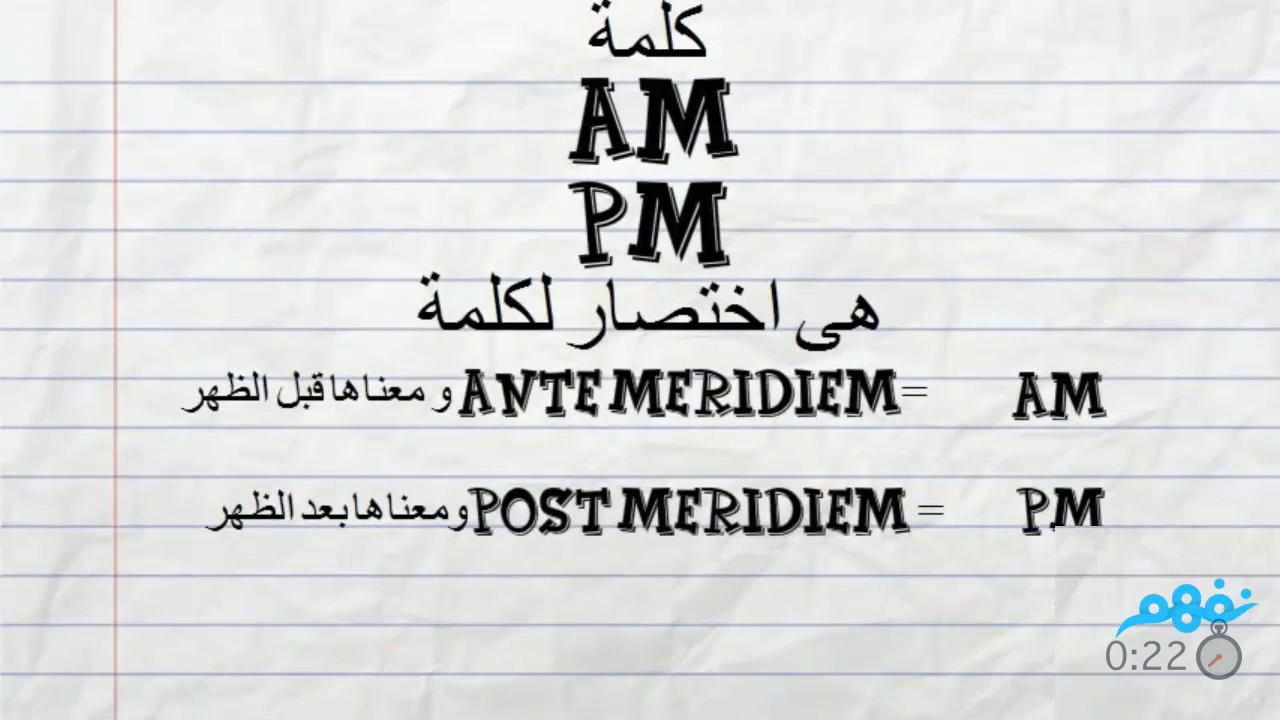 كلمة
AM
PM
هى اختصار لكلمة
AM = ANTE MERIDIEM و معناها قبل الظهر
PM = POST MERIDIEM ومعناها بعد الظهر
نفهم
0:22